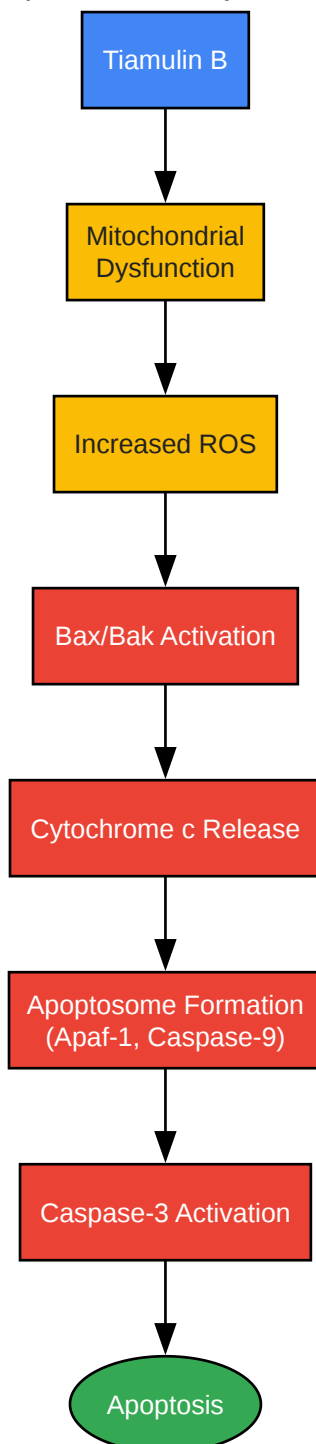 Tiamulin B
Mitochondrial
Dysfunction
Increased ROS
Bax/Bak Activation
Cytochrome c Release
Apoptosome Formation
(Apaf-1, Caspase-9)
Caspase-3 Activation
Apoptosis